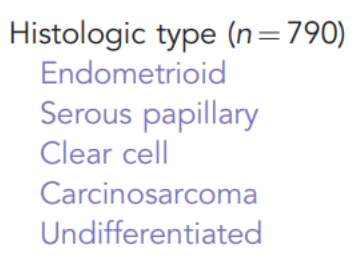 Histologic type (n = 790)
Endometrioid
Serous papillary
Clear cell
Carcinosarcoma
Undifferentiated